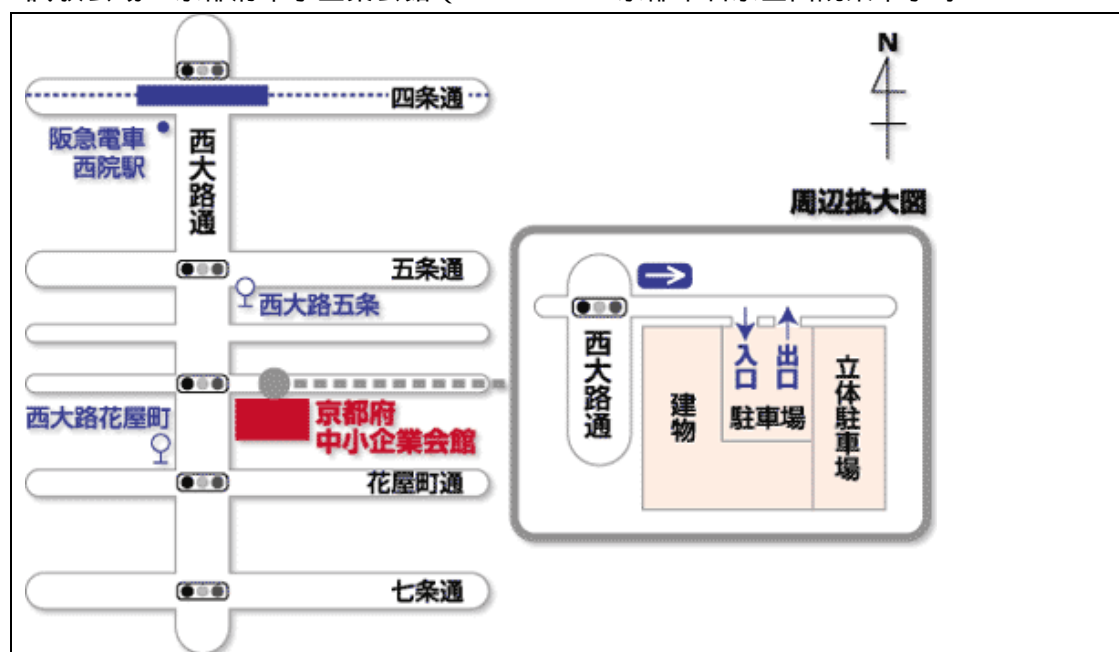 四条通
N
阪急電車
西院駅
西大路通
周辺拡大図
五条通
西大路五条
西大路通
入口
出口
建物
駐車場
立体駐車場
西大路花屋町
京都府
中小企業会館
花屋町通
七条通